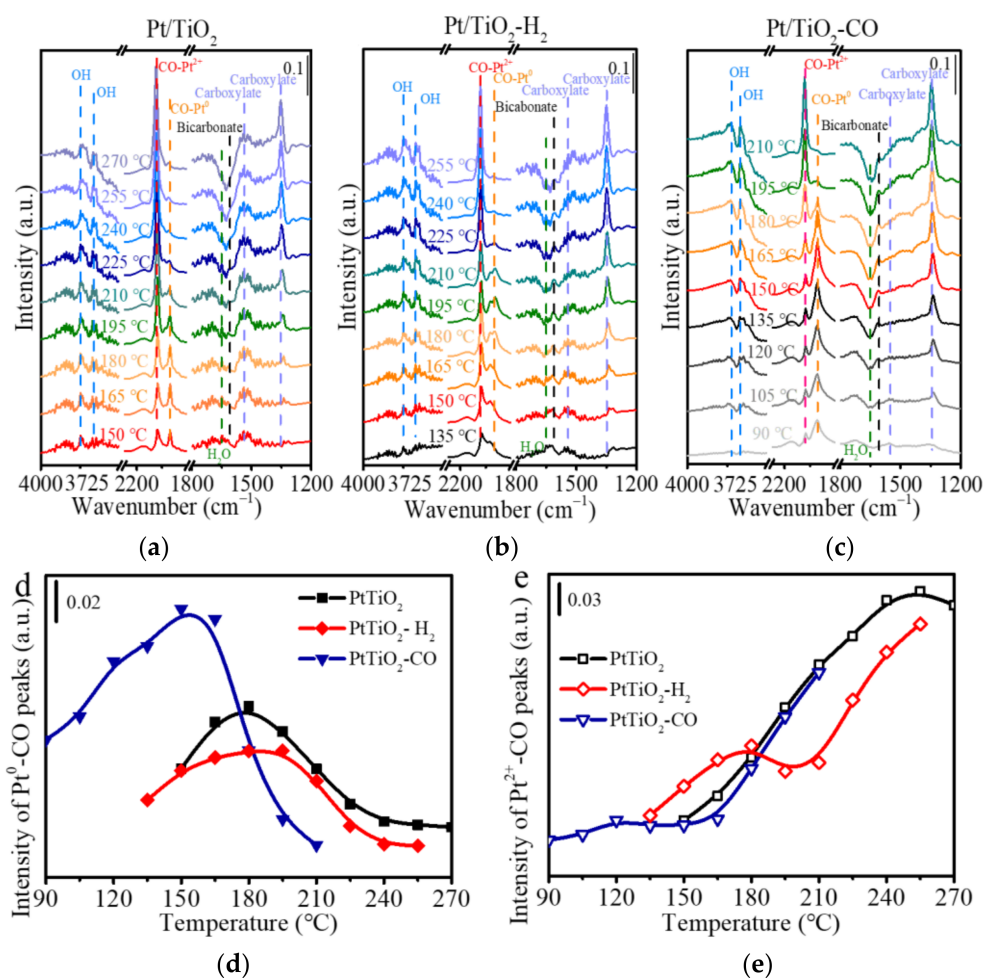 Pt/TiO₂
0.1
CO-Pt²⁺
OH
OH
Carboxylate
CO-Pt⁰
Bicarbonate
270 ℃
255 ℃
240 ℃
225 ℃
210 ℃
195 ℃
180 ℃
165 ℃
150 ℃
H₂O
Intensity (a.u.)
4000 3725 2200 1800 1500 1200
Wavenumber (cm⁻¹)
(a)
Pt/TiO₂-H₂
0.1
CO-Pt²⁺
OH
OH
Carboxylate
CO-Pt⁰
Bicabonate
255 ℃
240 ℃
225 ℃
210 ℃
195 ℃
180 ℃
165 ℃
150 ℃
135 ℃
H₂O
Intensity (a.u.)
4000 3725 2200 1800 1500 1200
Wavenumber (cm⁻¹)
(b)
Pt/TiO₂-CO
0.1
CO-Pt²⁺
OH
OH
Carboxylate
CO-Pt⁰
Bicarbonate
210 ℃
195 ℃
180 ℃
165 ℃
150 ℃
135 ℃
120 ℃
105 ℃
90 ℃
H₂O
Intensity (a.u.)
4000 3725 2200 1800 1500 1200
Wavenumber (cm⁻¹)
(c)
d
0.02
PtTiO₂
PtTiO₂- H₂
PtTiO₂-CO
Intensity of Pt⁰-CO peaks (a.u.)
90 120 150 180 210 240 270
Temperature (℃)
(d)
e
0.03
PtTiO₂
PtTiO₂-H₂
PtTiO₂-CO
Intensity of Pt²⁺-CO peaks (a.u.)
90 120 150 180 210 240 270
Temperature (℃)
(e)